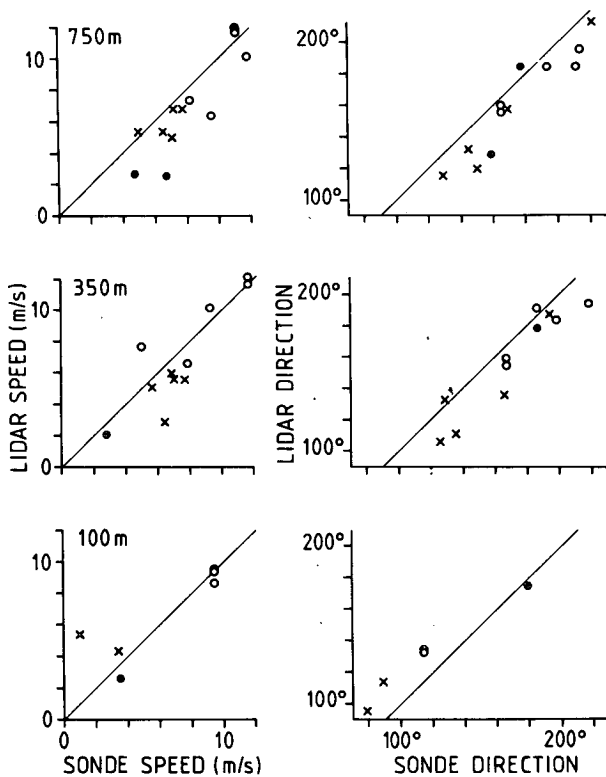 750m
10
0
LIDAR SPEED (m/s)
200°
100°
350m
10
0
LIDAR DIRECTION
200°
100°
100m
10
0
0
10
SONDE SPEED (m/s)
200°
100°
100°
200°
SONDE DIRECTION